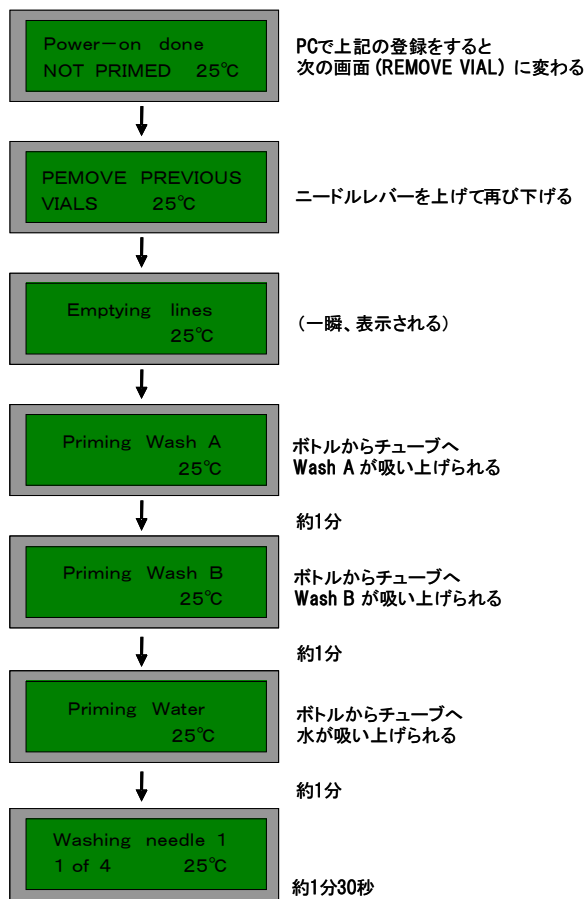 Power－on done
NOT PRIMED 25℃
PCで上記の登録をすると
次の画面 (REMOVE VIAL) に変わる
PEMOVE PREVIOUS
VIALS 25℃
ニードルレバーを上げて再び下げる
Emptying lines
25℃
（一瞬、表示される）
Priming Wash A
25℃
ボトルからチューブへ
Wash A が吸い上げられる
約1分
Priming Wash B
25℃
ボトルからチューブへ
Wash B が吸い上げられる
約1分
Priming Water
25℃
ボトルからチューブへ
水が吸い上げられる
約1分
Washing needle 1
1 of 4 25℃
約1分30秒